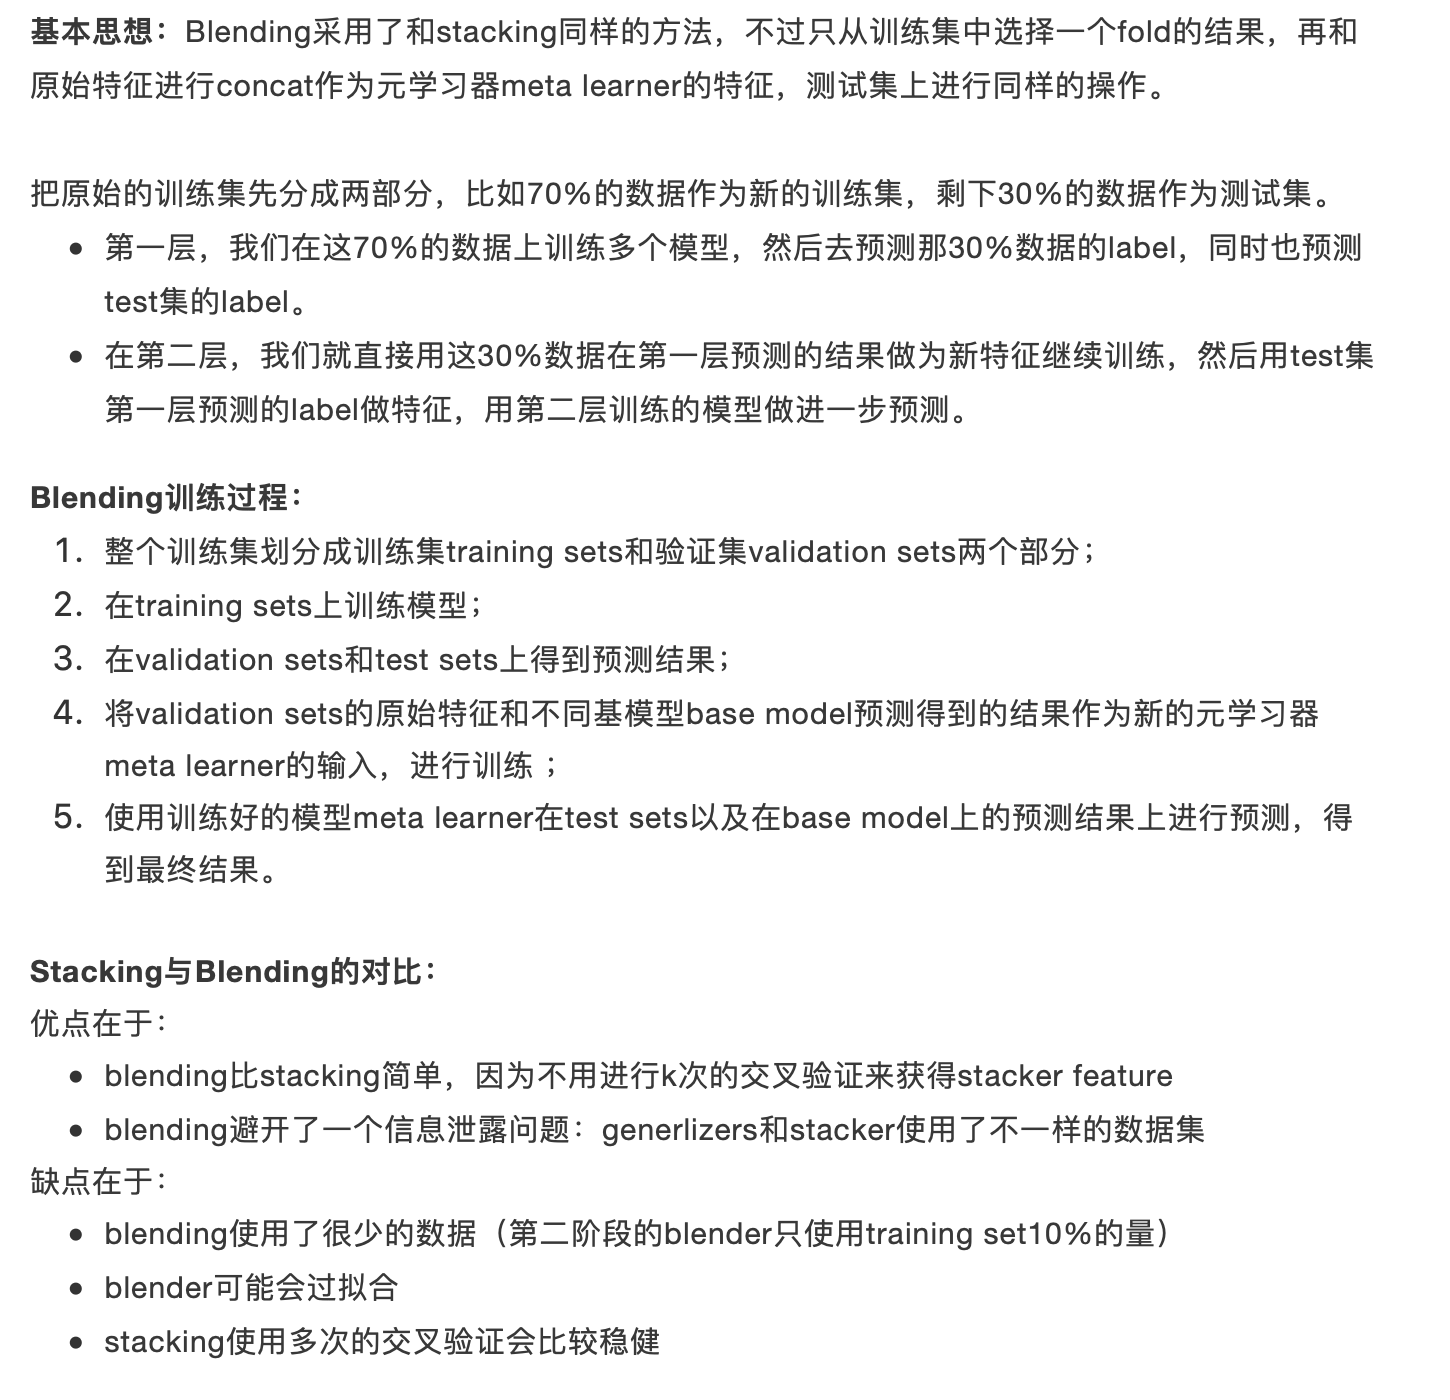 基本思想：Blending采用了和stacking同样的方法，不过只从训练集中选择一个fold的结果，再和
原始特征进行concat作为元学习器meta learner的特征，测试集上进行同样的操作。
把原始的训练集先分成两部分，比如70%的数据作为新的训练集，剩下30%的数据作为测试集。
• 第一层，我们在这70%的数据上训练多个模型，然后去预测那30%数据的label，同时也预测
test集的label。
• 在第二层，我们就直接用这30%数据在第一层预测的结果做为新特征继续训练，然后用test集
第一层预测的label做特征，用第二层训练的模型做进一步预测。
Blending训练过程：
1. 整个训练集划分成训练集training sets和验证集validation sets两个部分；
2. 在training sets上训练模型；
3. 在validation sets和test sets上得到预测结果；
4. 将validation sets的原始特征和不同基模型base model预测得到的结果作为新的元学习器
meta learner的输入，进行训练 ；
5. 使用训练好的模型meta learner在test sets以及在base model上的预测结果上进行预测，得
到最终结果。
Stacking与Blending的对比：
优点在于：
• blending比stacking简单，因为不用进行k次的交叉验证来获得stacker feature
• blending避开了一个信息泄露问题：generlizers和stacker使用了不一样的数据集
缺点在于：
• blending使用了很少的数据（第二阶段的blender只使用training set10%的量）
• blender可能会过拟合
• stacking使用多次的交叉验证会比较稳健